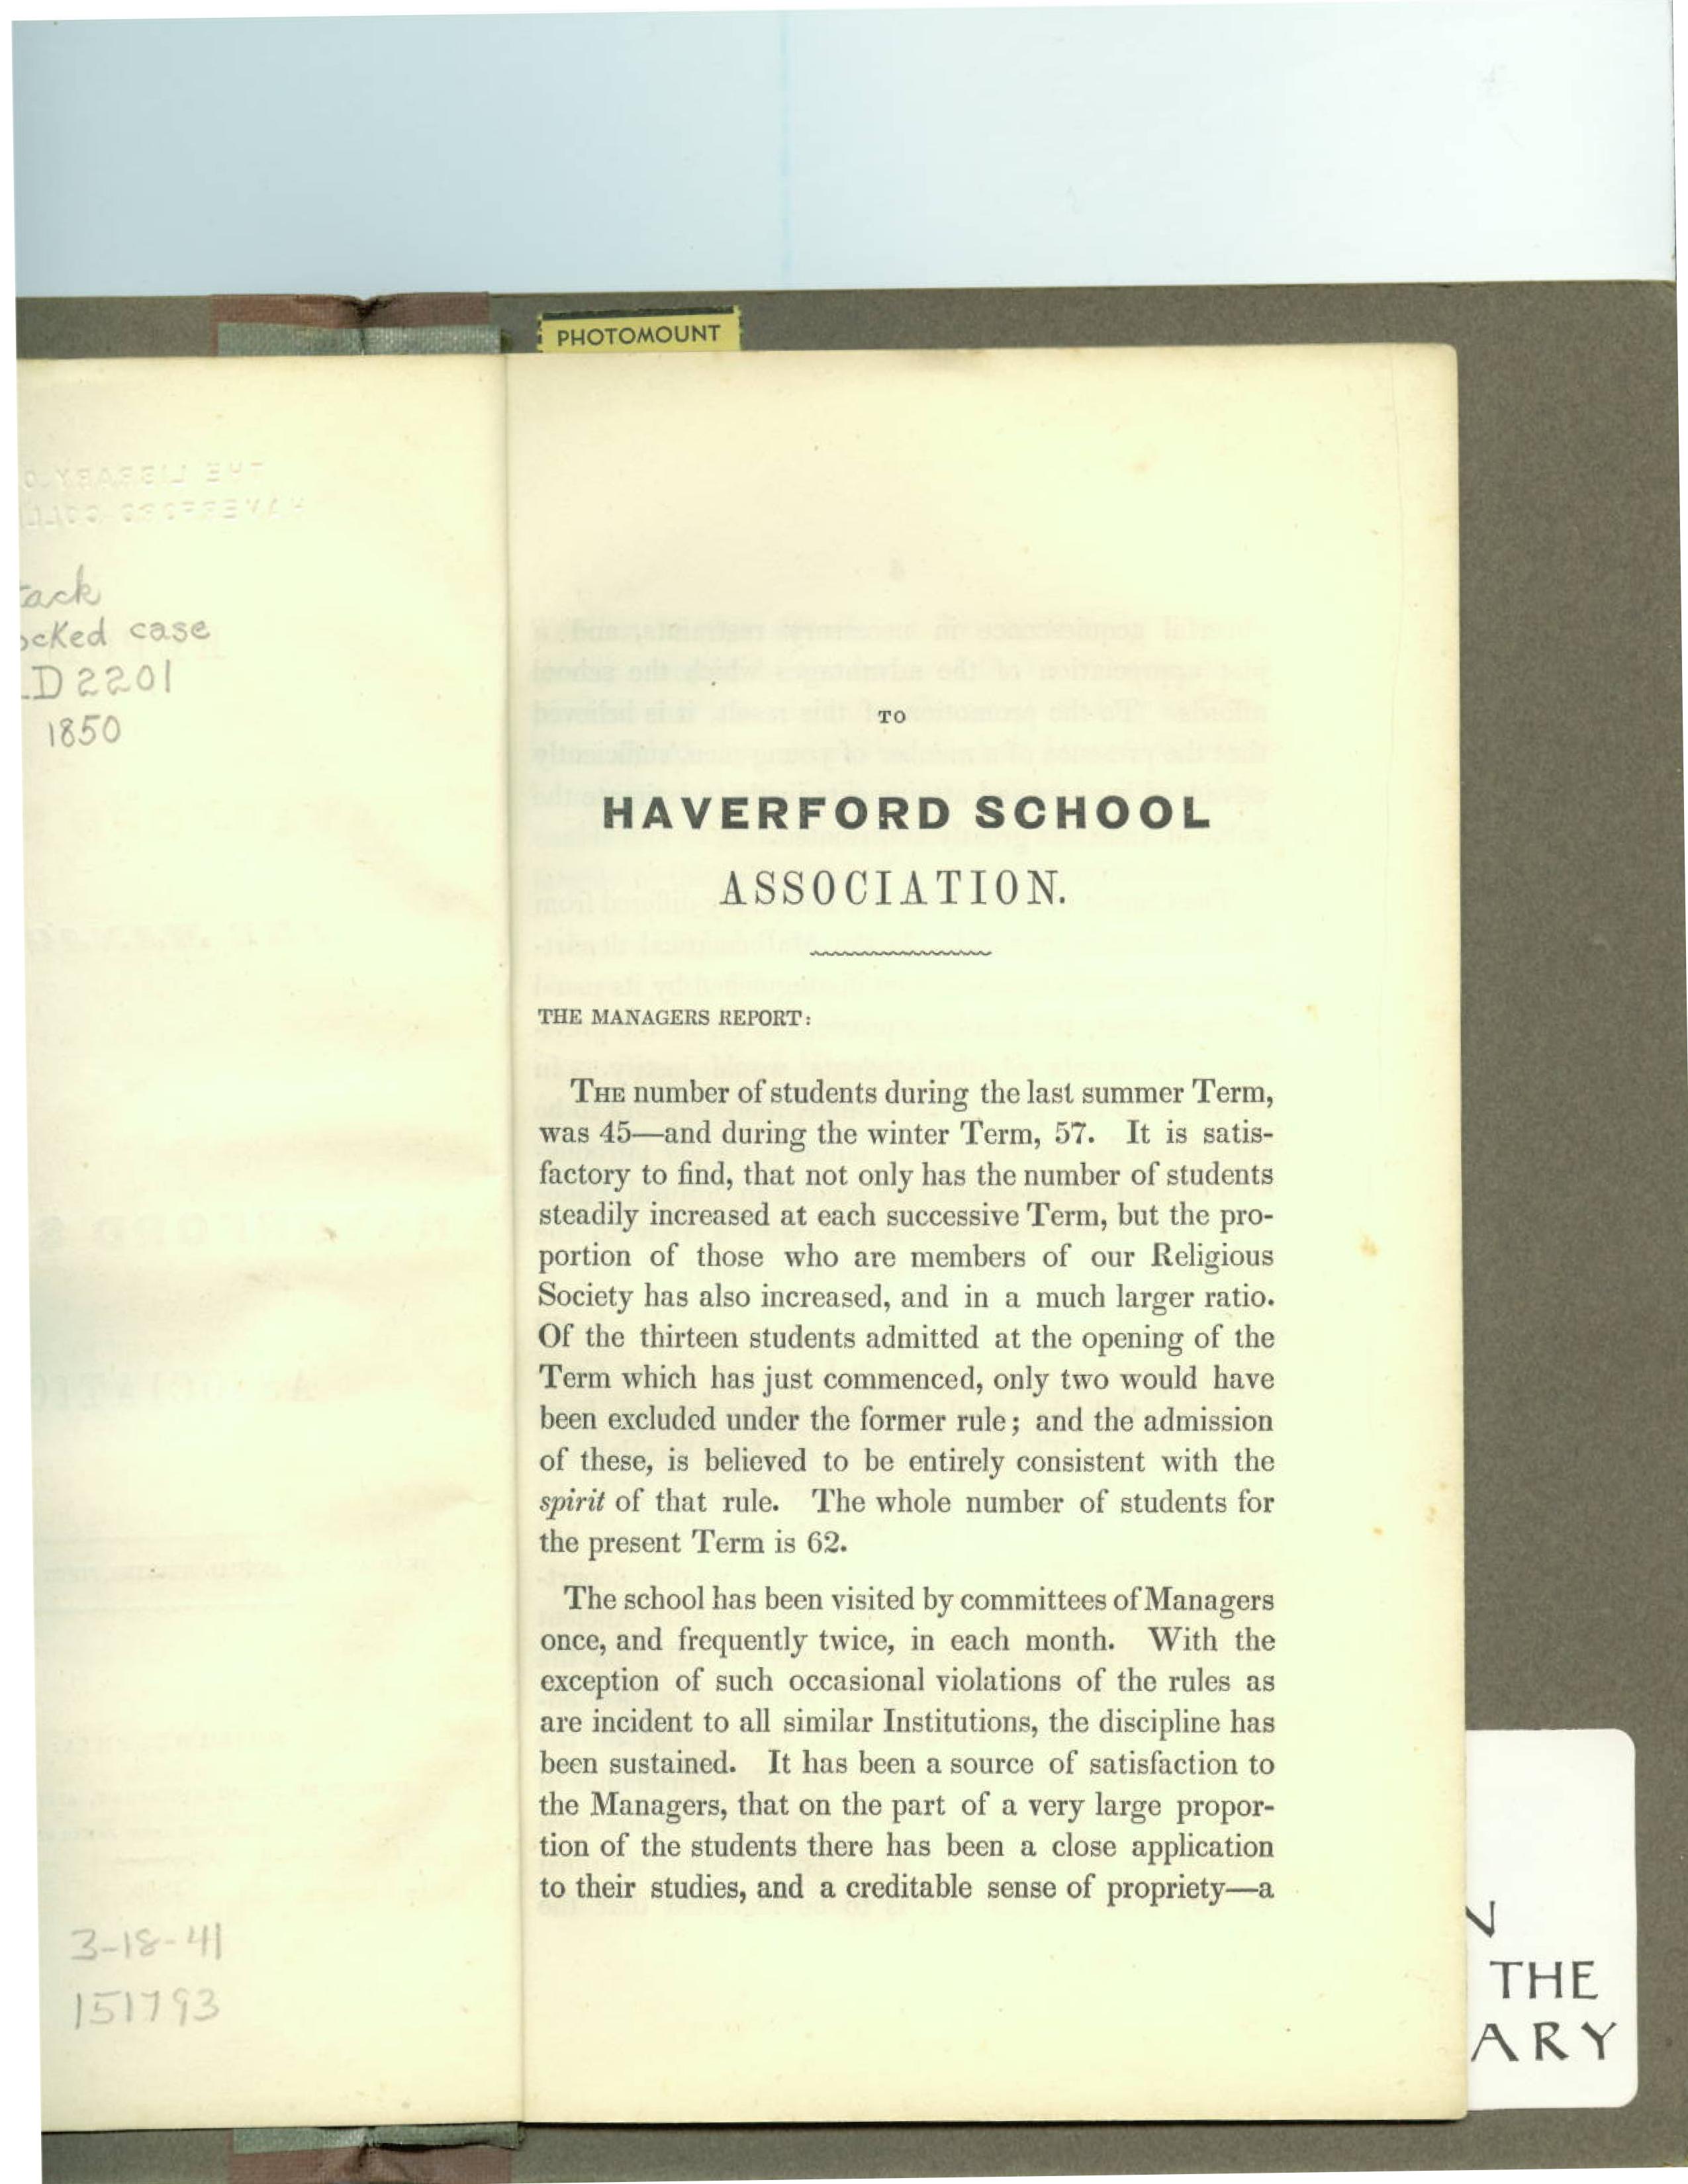 PHOTOMOUNT
THE LIBRARY O
HAVERFORD COLL
ack
ocked case
LD2201
1850
3-18-41
151793
TO
HAVERFORD SCHOOL
ASSOCIATION.
THE MANAGERS REPORT:
THE number of students during the last summer Term,
was 45—and during the winter Term, 57. It is satis-
factory to find, that not only has the number of students
steadily increased at each successive Term, but the pro-
portion of those who are members of our Religious
Society has also increased, and in a much larger ratio.
Of the thirteen students admitted at the opening of the
Term which has just commenced, only two would have
been excluded under the former rule; and the admission
of these, is believed to be entirely consistent with the
spirit of that rule. The whole number of students for
the present Term is 62.
The school has been visited by committees of Managers
once, and frequently twice, in each month. With the
exception of such occasional violations of the rules as
are incident to all similar Institutions, the discipline has
been sustained. It has been a source of satisfaction to
the Managers, that on the part of a very large propor-
tion of the students there has been a close application
to their studies, and a creditable sense of propriety—a
N
THE
ARY